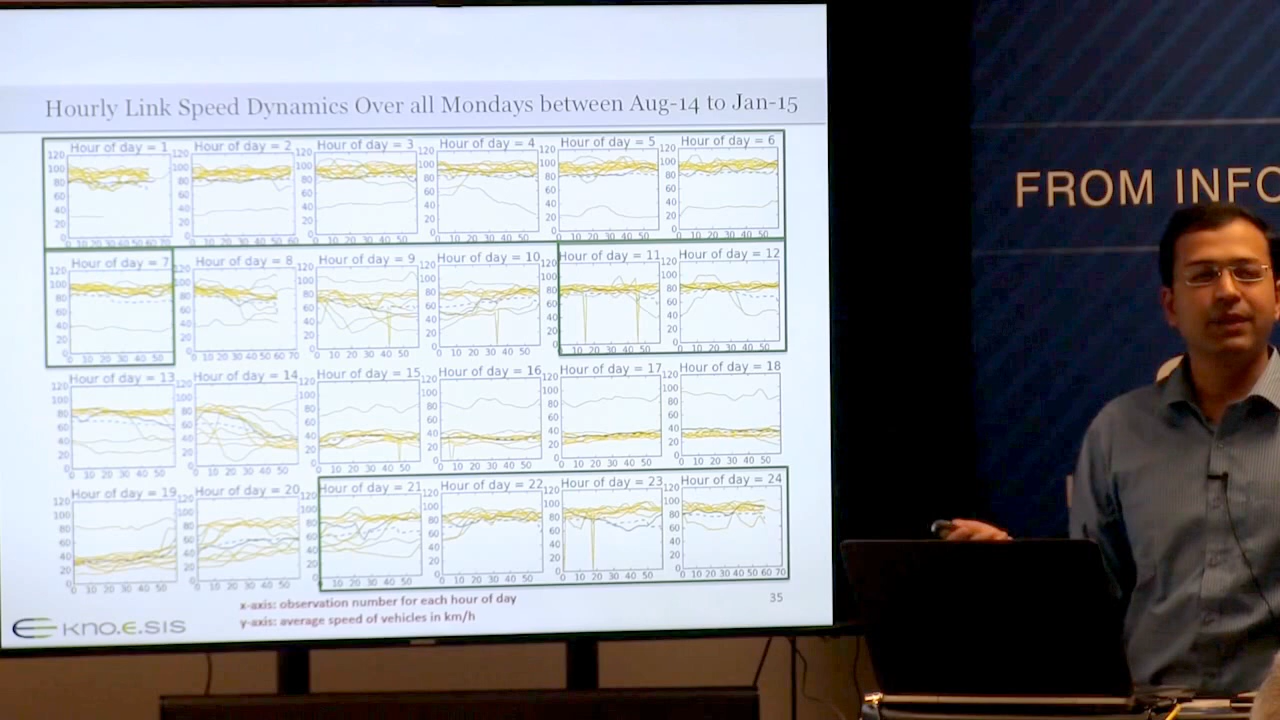 Hourly Link Speed Dynamics Over all Mondays between Aug-14 to Jan-15
Hour of day = 1
Hour of day = 2
Hour of day = 3
Hour of day = 4
Hour of day = 5
Hour of day = 6
Hour of day = 7
Hour of day = 8
Hour of day = 9
Hour of day = 10
Hour of day = 11
Hour of day = 12
Hour of day = 13
Hour of day = 14
Hour of day = 15
Hour of day = 16
Hour of day = 17
Hour of day = 18
Hour of day = 19
Hour of day = 20
Hour of day = 21
Hour of day = 22
Hour of day = 23
Hour of day = 24
x-axis: observation number for each hour of day
y-axis: average speed of vehicles in km/h
35
kno.e.sis
FROM INFO